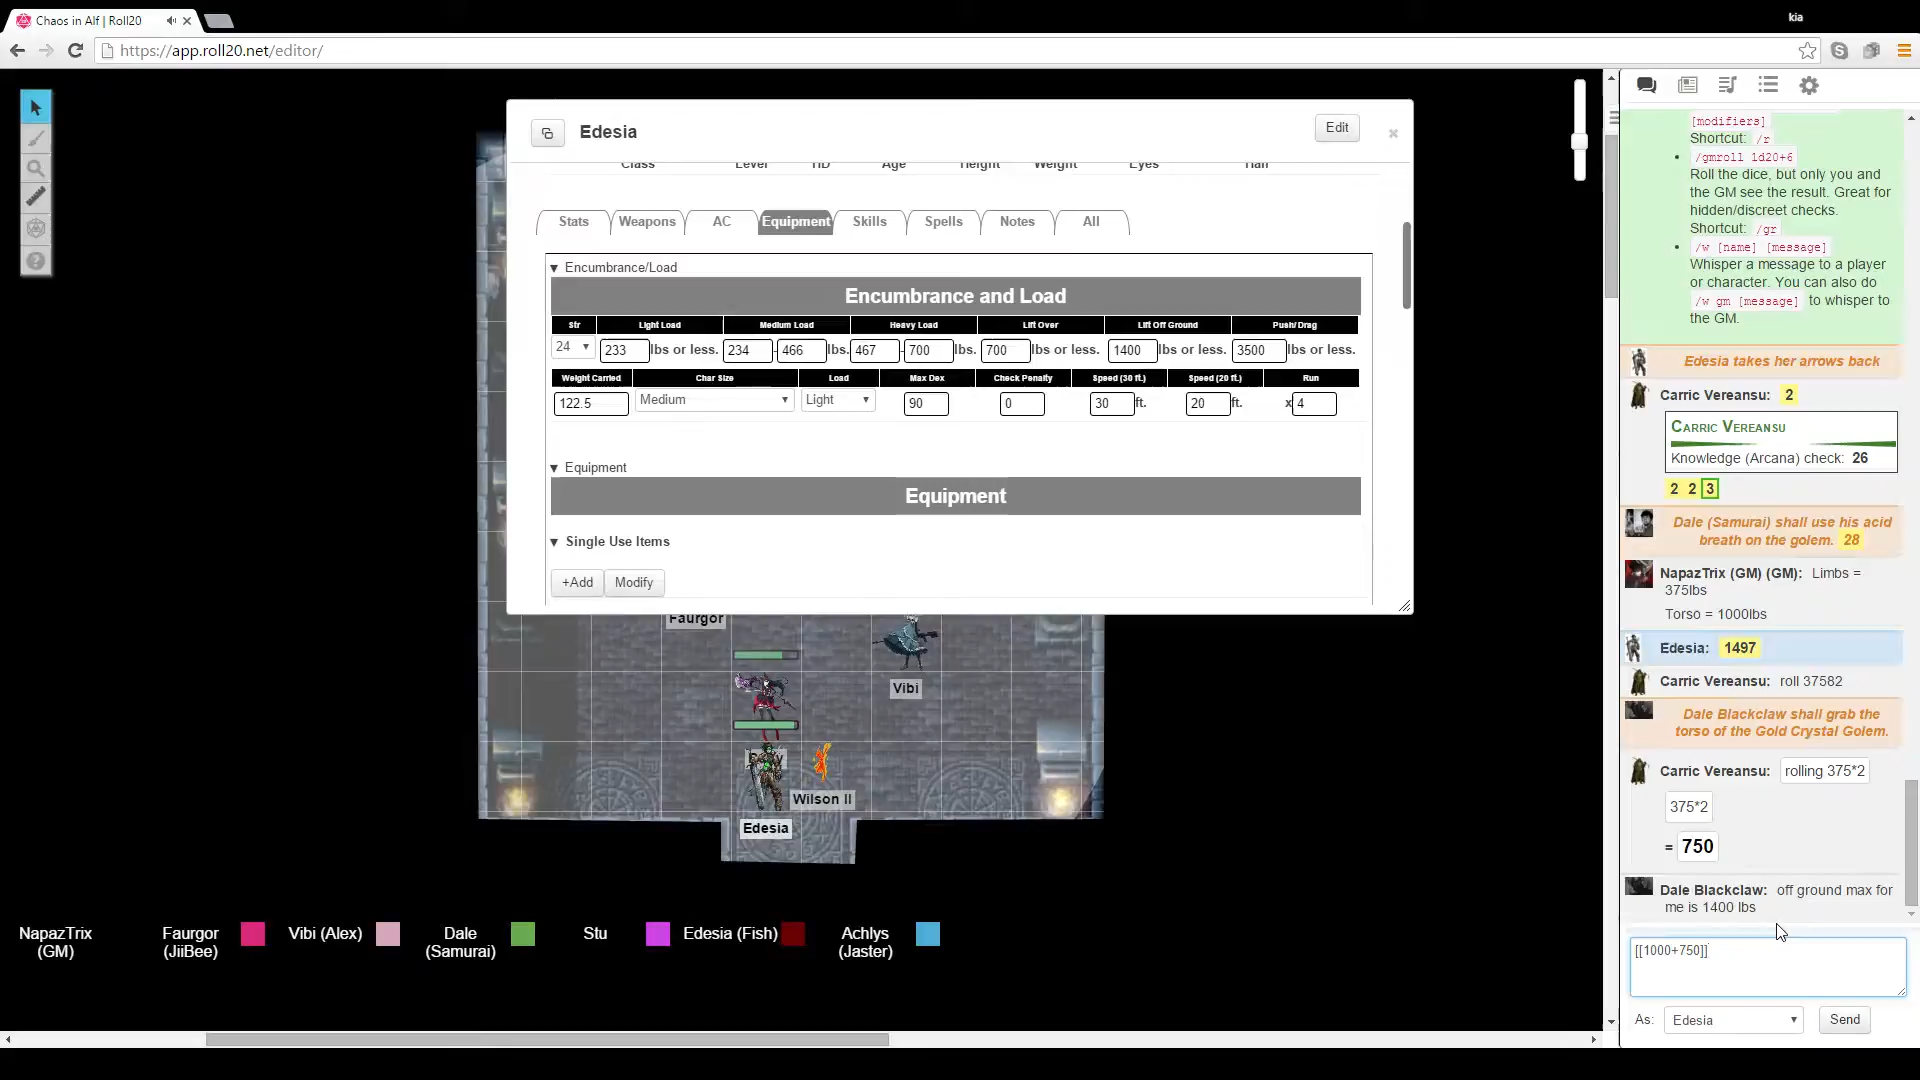 Chaos in Alf | Roll20
kia
https://app.roll20.net/editor/
Edesia
Edit
Class Level HD Age Height Weight Eyes Hair
Stats Weapons AC Equipment Skills Spells Notes All
▼ Encumbrance/Load
Encumbrance and Load
Str Light Load Medium Load Heavy Load Lift Over Lift Off Ground Push/Drag
24 233 lbs or less. 234 - 466 lbs. 467 - 700 lbs. 700 lbs or less. 1400 lbs or less. 3500 lbs or less.
Weight Carried Char Size Load Max Dex Check Penalty Speed (30 ft.) Speed (20 ft.) Run
122.5 Medium Light 90 0 30 ft. 20 ft. x 4
▼ Equipment
Equipment
▼ Single Use Items
+Add Modify
Faurgor
Vibi
Wilson II
Edesia
NapazTrix
(GM)
Faurgor
(JiiBee)
Vibi (Alex)
Dale
(Samurai)
Stu
Edesia (Fish)
Achlys
(Jaster)
[modifiers]
Shortcut: /r
• /gmroll 1d20+6
Roll the dice, but only you and
the GM see the result. Great for
hidden/discreet checks.
Shortcut: /gr
• /w [name] [message]
Whisper a message to a player
or character. You can also do
/w gm [message] to whisper to
the GM.
Edesia takes her arrows back
Carric Vereansu: 2
Carric Vereansu
Knowledge (Arcana) check: 26
2 2 3
Dale (Samurai) shall use his acid
breath on the golem. 28
NapazTrix (GM) (GM): Limbs =
375lbs
Torso = 1000lbs
Edesia: 1497
Carric Vereansu: roll 37582
Dale Blackclaw shall grab the
torso of the Gold Crystal Golem.
Carric Vereansu: rolling 375*2
375*2
= 750
Dale Blackclaw: off ground max for
me is 1400 lbs
[[1000+750]]
As: Edesia Send